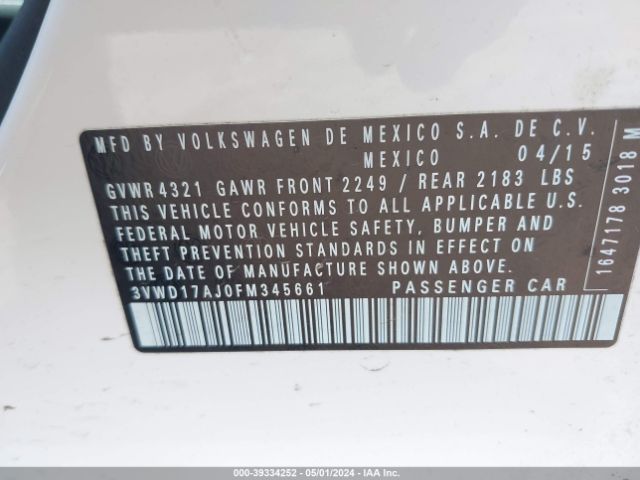 MFD BY VOLKSWAGEN DE MEXICO S.A. DE C.V.
MEXICO 04/15
GVWR 4321 GAWR FRONT 2249 / REAR 2183 LBS
THIS VEHICLE CONFORMS TO ALL APPLICABLE U.S.
FEDERAL MOTOR VEHICLE SAFETY, BUMPER AND
THEFT PREVENTION STANDARDS IN EFFECT ON
THE DATE OF MANUFACTURE SHOWN ABOVE.
3VWD17AJ0FM345661 PASSENGER CAR
1647178 3018 M
000-39334252 - 05/01/2024 - IAAI.COM